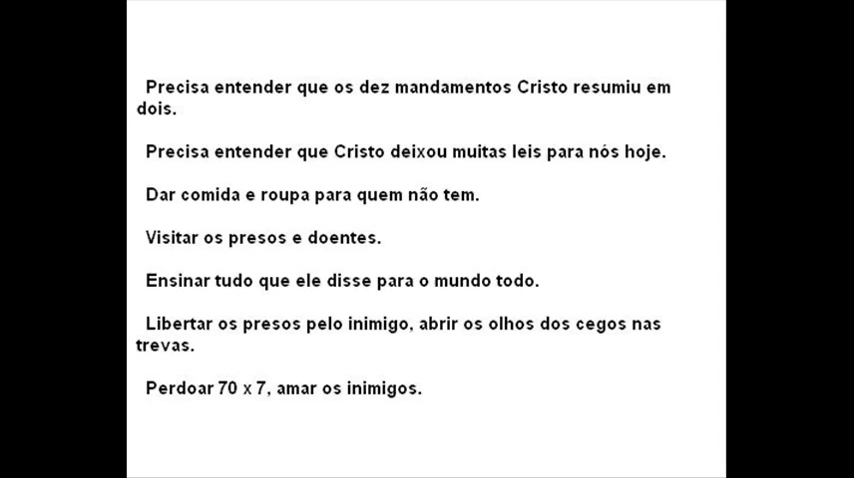 Precisa entender que os dez mandamentos Cristo resumiu em
dois.
Precisa entender que Cristo deixou muitas leis para nós hoje.
Dar comida e roupa para quem não tem.
Visitar os presos e doentes.
Ensinar tudo que ele disse para o mundo todo.
Libertar os presos pelo inimigo, abrir os olhos dos cegos nas
trevas.
Perdoar 70 x 7, amar os inimigos.